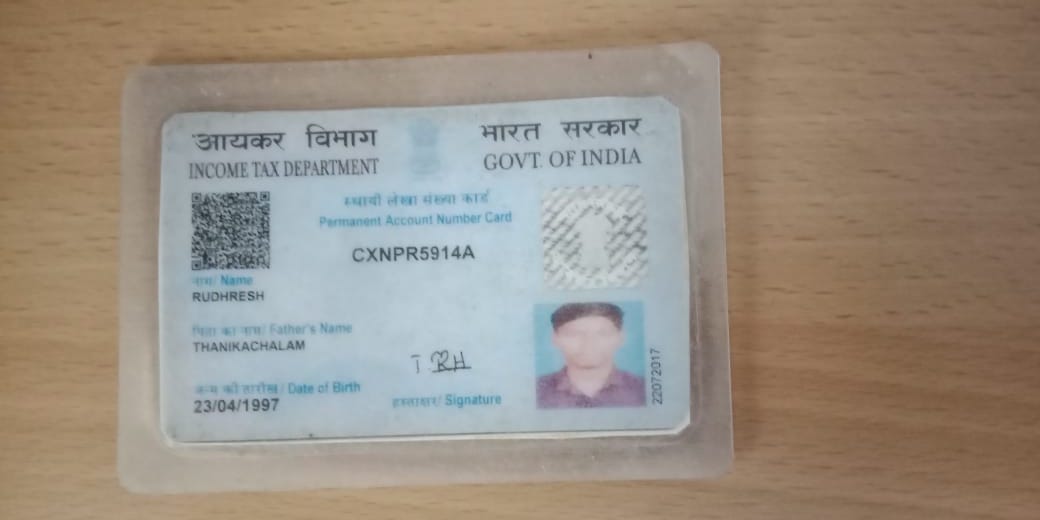 आयकर विभाग
INCOME TAX DEPARTMENT
भारत सरकार
GOVT. OF INDIA
स्थायी लेखा संख्या कार्ड
Permanent Account Number Card
CXNPR5914A
नाम/ Name
RUDHRESH
पिता का नाम/ Father's Name
THANIKACHALAM
जन्म की तारीख/ Date of Birth
23/04/1997
T RH
हस्ताक्षर/ Signature
22072017